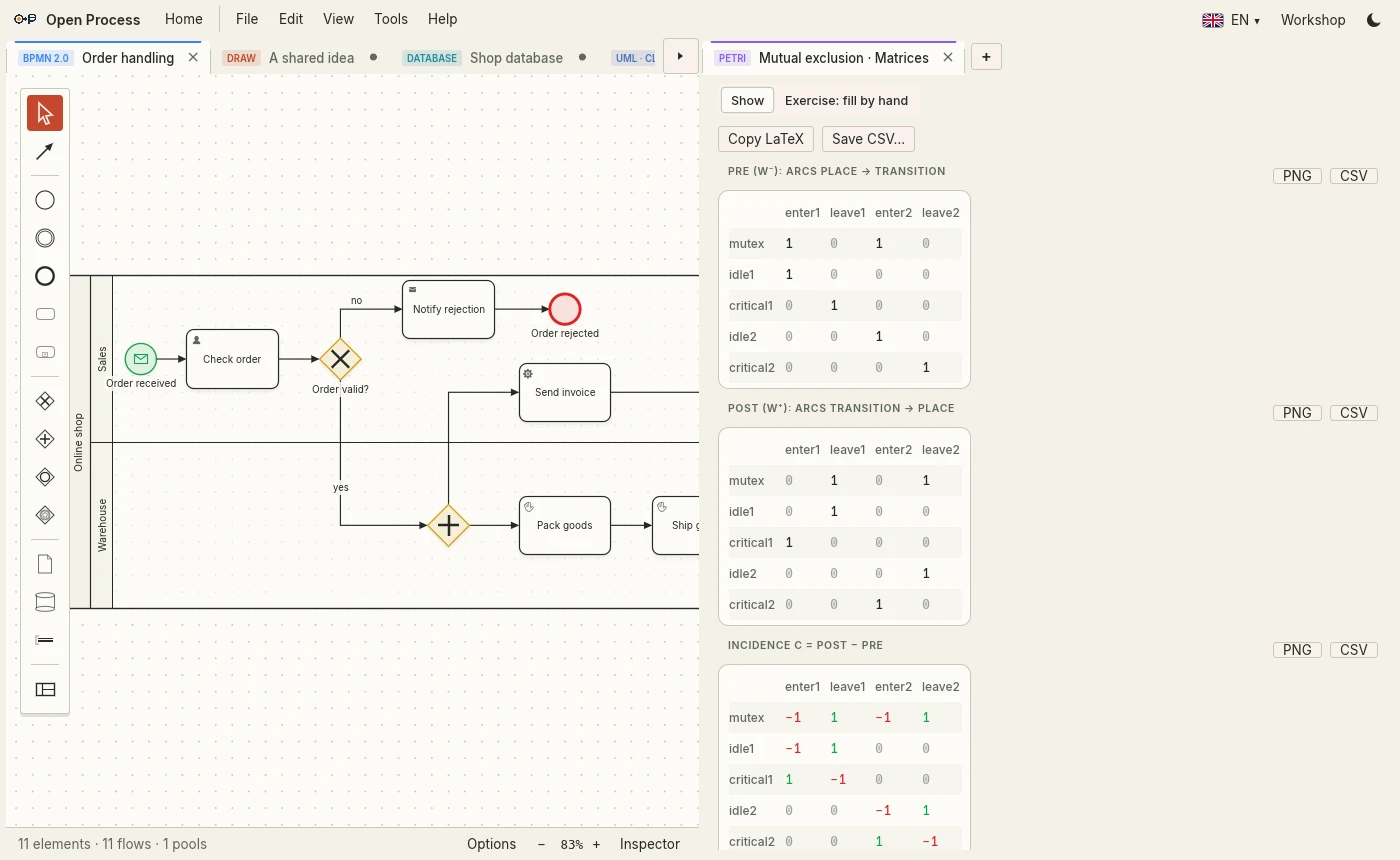 Open Process Home File Edit View Tools Help EN Workshop
BPMN 2.0 Order handling DRAW A shared idea DATABASE Shop database UML · CL
PETRI Mutual exclusion · Matrices +
Online shop
Sales
Warehouse
Order received
Check order
Order valid?
no
yes
Notify rejection
Order rejected
Send invoice
Pack goods
Ship g
11 elements · 11 flows · 1 pools Options − 83% + Inspector
Show Exercise: fill by hand
Copy LaTeX Save CSV...
PRE (W⁻): ARCS PLACE → TRANSITION PNG CSV
enter1 leave1 enter2 leave2
mutex 1 0 1 0
idle1 1 0 0 0
critical1 0 1 0 0
idle2 0 0 1 0
critical2 0 0 0 1
POST (W⁺): ARCS TRANSITION → PLACE PNG CSV
enter1 leave1 enter2 leave2
mutex 0 1 0 1
idle1 0 1 0 0
critical1 1 0 0 0
idle2 0 0 0 1
critical2 0 0 1 0
INCIDENCE C = POST − PRE PNG CSV
enter1 leave1 enter2 leave2
mutex −1 1 −1 1
idle1 −1 1 0 0
critical1 1 −1 0 0
idle2 0 0 −1 1
critical2 0 0 1 −1